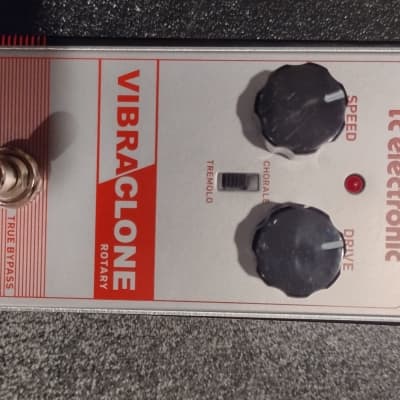 tc electronic
SPEED
DRIVE
CHORALE
TREMOLO
VIBRACLONE
ROTARY
TRUE BYPASS